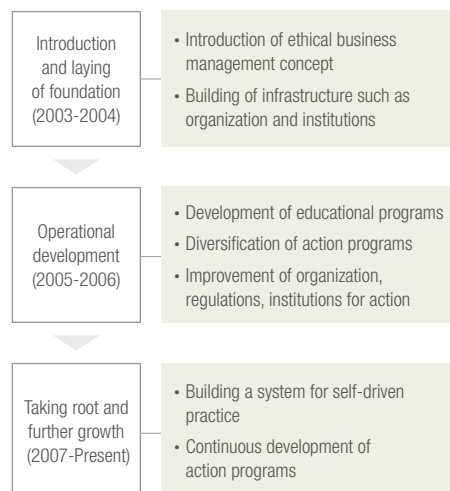 Introduction
and laying
of foundation
(2003-2004)
• Introduction of ethical business
management concept
• Building of infrastructure such as
organization and institutions
Operational
development
(2005-2006)
• Development of educational programs
• Diversification of action programs
• Improvement of organization,
regulations, institutions for action
Taking root and
further growth
(2007-Present)
• Building a system for self-driven
practice
• Continuous development of
action programs